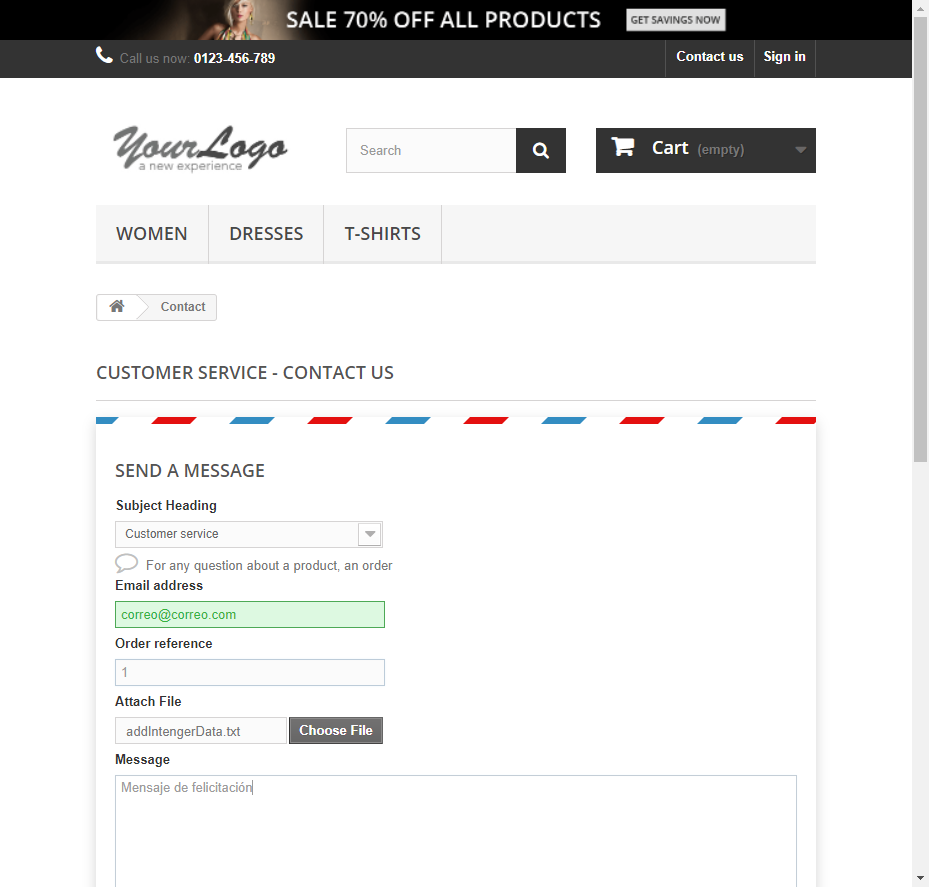 SALE 70% OFF ALL PRODUCTS GET SAVINGS NOW
Call us now: 0123-456-789 Contact us Sign in
YourLogo
a new experience
Search
Cart (empty)
WOMEN DRESSES T-SHIRTS
Contact
CUSTOMER SERVICE - CONTACT US
SEND A MESSAGE
Subject Heading
Customer service
For any question about a product, an order
Email address
correo@correo.com
Order reference
1
Attach File
addIntengerData.txt Choose File
Message
Mensaje de felicitación